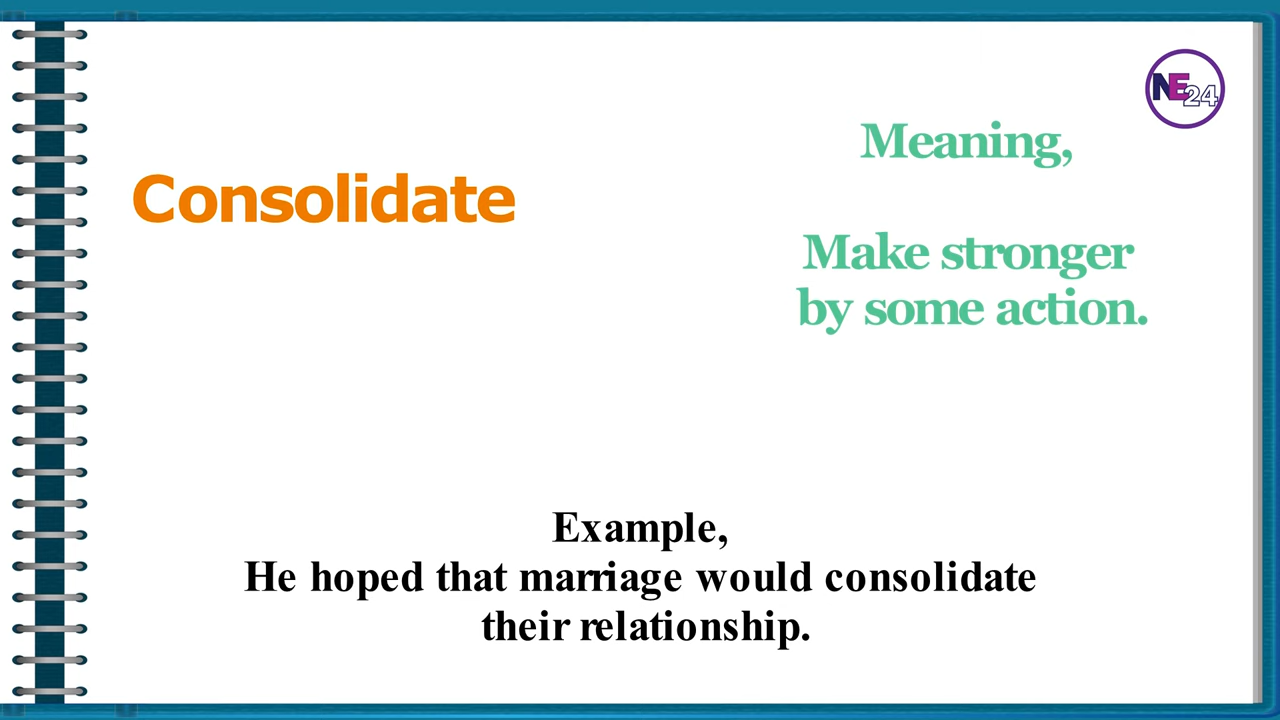 NE24
Consolidate
Meaning,
Make stronger
by some action.
Example,
He hoped that marriage would consolidate
their relationship.